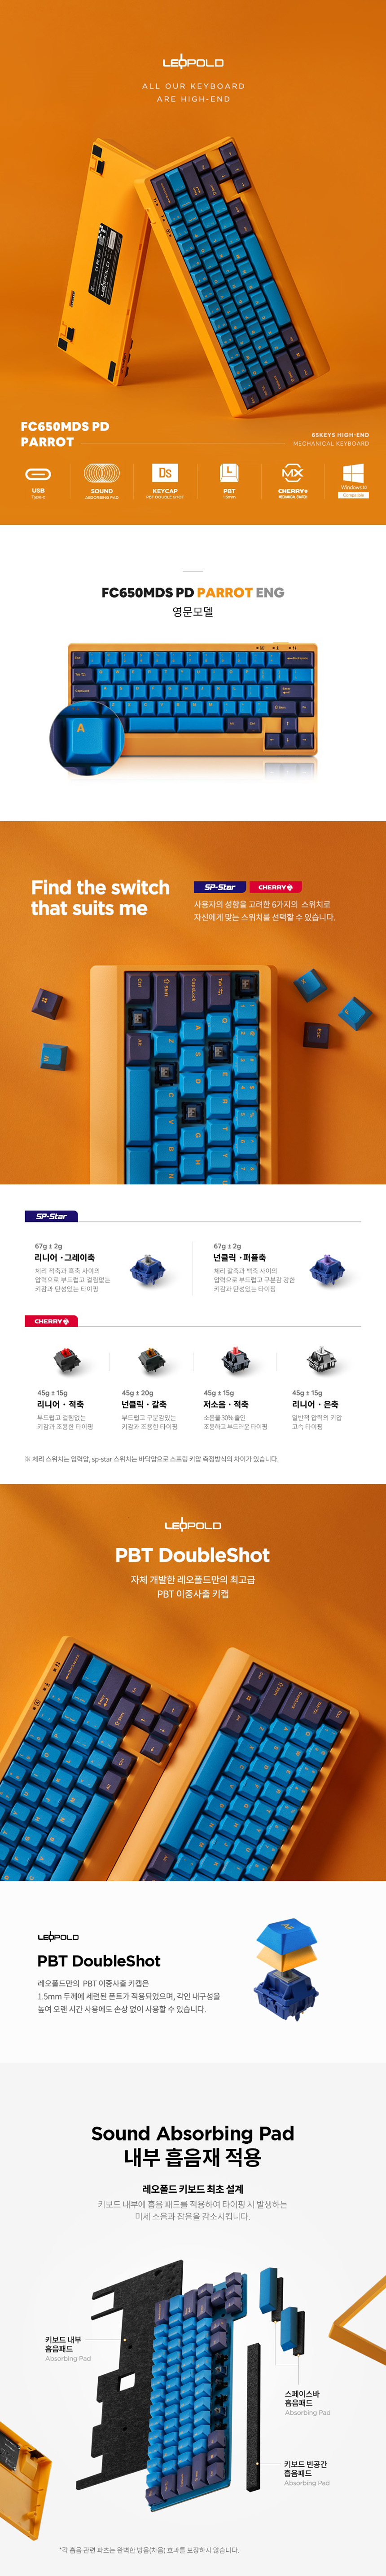 LEOPOLD
ALL OUR KEYBOARD
ARE HIGH-END
FC650MDS PD
PARROT
65KEYS HIGH-END
MECHANICAL KEYBOARD
USB
Type-c
SOUND
ABSORBING PAD
Ds
KEYCAP
PBT DOUBLE SHOT
L
PBT
MX
CHERRY
Windows
Compatible
FC650MDS PD PARROT ENG
영문모델
A
Find the switch
that suits me
SP-Star
CHERRY
사용자의 성향을 고려한 6가지의 스위치로
자신에게 맞는 스위치를 선택할 수 있습니다.
SP-Star
67g ± 2g
리니어 · 그레이축
체리 적축과 흑축 사이의
압력으로 부드럽고 걸림없는
키감과 탄성있는 타이핑
67g ± 2g
넌클릭 · 퍼플축
체리 갈축과 백축 사이의
압력으로 부드럽고 구분감 강한
키감과 탄성있는 타이핑
CHERRY
45g ± 15g
리니어 · 적축
부드럽고 걸림없는
키감과 조용한 타이핑
45g ± 20g
넌클릭 · 갈축
부드럽고 구분감있는
키감과 조용한 타이핑
45g ± 15g
저소음 · 적축
소음을 30% 줄인
조용하고 부드러운 타이핑
45g ± 15g
리니어 · 은축
일반적 압력의 키압
고속 타이핑
※ 체리 스위치는 입력압, sp-star 스위치는 바닥압으로 스프링 키압 측정방식의 차이가 있습니다.
LEOPOLD
PBT DoubleShot
자체 개발한 레오폴드만의 최고급
PBT 이중사출 키캡
LEOPOLD
PBT DoubleShot
레오폴드만의 PBT 이중사출 키캡은
1.5mm 두께에 세련된 폰트가 적용되었으며, 각인 내구성을
높여 오랜 시간 사용에도 손상 없이 사용할 수 있습니다.
Sound Absorbing Pad
내부 흡음재 적용
레오폴드 키보드 최초 설계
키보드 내부에 흡음 패드를 적용하여 타이핑 시 발생하는
미세 소음과 잡음을 감소시킵니다.
키보드 내부
흡음패드
Absorbing Pad
스페이스바
흡음패드
Absorbing Pad
키보드 빈공간
흡음패드
Absorbing Pad
*각 흡음 관련 파츠는 완벽한 방음(차음) 효과를 보장하지 않습니다.